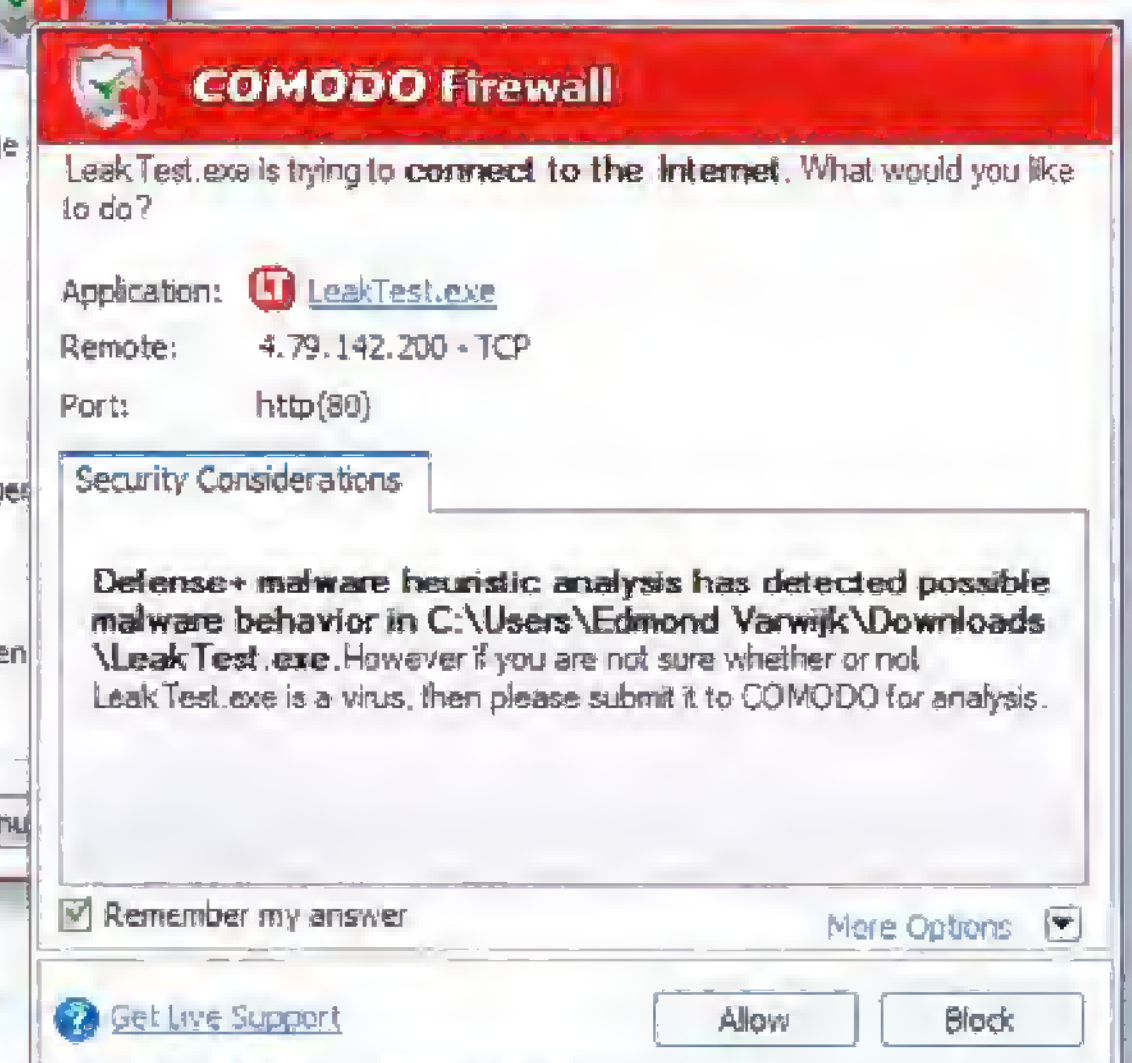 COMODO Firewall
LeakTest.exe is trying to connect to the Internet. What would you like
to do?
Application: LT LeakTest.exe
Remote: 4.79.142.200 - TCP
Port: http(80)
Security Considerations
Defense+ malware heuristic analysis has detected possible
malware behavior in C:\Users\Edmond Varwijk\Downloads
\LeakTest.exe. However if you are not sure whether or not
LeakTest.exe is a virus, then please submit it to COMODO for analysis.
Remember my answer
More Options
Get Live Support
Allow
Block